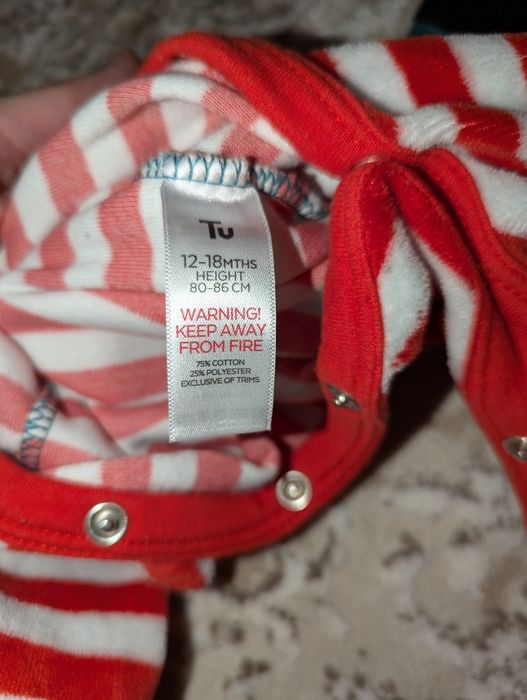 Tu
12-18MTHS
HEIGHT
80-86 CM
WARNING!
KEEP AWAY
FROM FIRE
75% COTTON
25% POLYESTER
EXCLUSIVE OF TRIMS